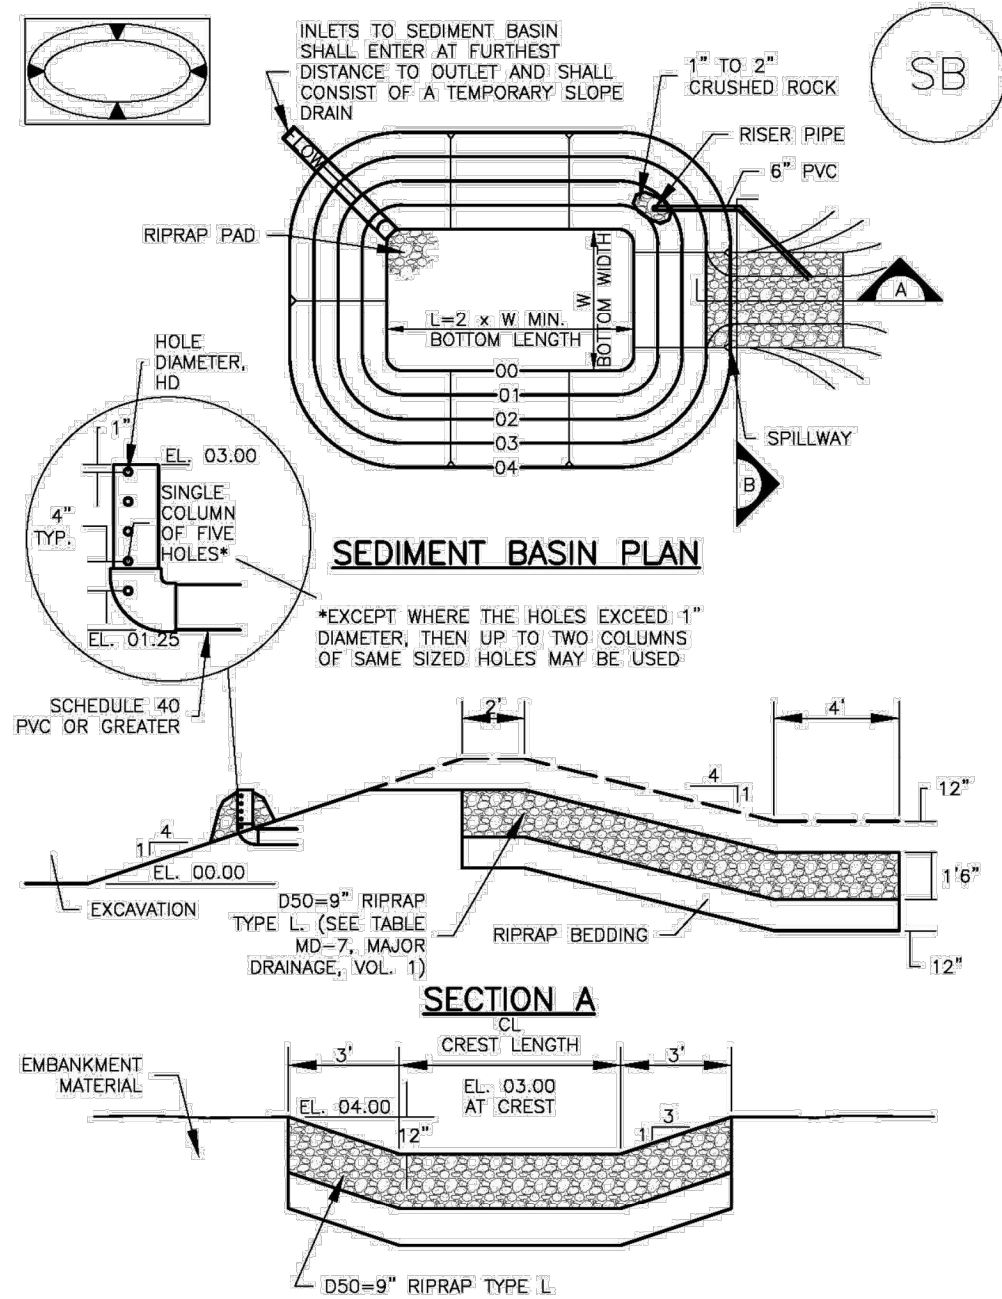 INLETS TO SEDIMENT BASIN
SHALL ENTER AT FURTHEST
DISTANCE TO OUTLET AND SHALL
CONSIST OF A TEMPORARY SLOPE
DRAIN
1" TO 2"
CRUSHED ROCK
SB
RISER PIPE
6" PVC
FLOW
RIPRAP PAD
W
BOTTOM WIDTH
A
L=2 x W MIN.
BOTTOM LENGTH
00
01
02
03
04
SPILLWAY
B
HOLE
DIAMETER,
HD
1"
EL. 03.00
4"
TYP.
SINGLE
COLUMN
OF FIVE
HOLES*
EL. 01.25
SEDIMENT BASIN PLAN
*EXCEPT WHERE THE HOLES EXCEED 1"
DIAMETER, THEN UP TO TWO COLUMNS
OF SAME SIZED HOLES MAY BE USED
SCHEDULE 40
PVC OR GREATER
2'
4'
4
1
12"
4
1
EL. 00.00
1'6"
EXCAVATION
D50=9" RIPRAP
TYPE L. (SEE TABLE
MD-7, MAJOR
DRAINAGE, VOL. 1)
RIPRAP BEDDING
12"
SECTION A
CL
CREST LENGTH
3'
3'
EMBANKMENT
MATERIAL
EL. 04.00
EL. 03.00
AT CREST
12"
3
1
D50=9" RIPRAP TYPE L